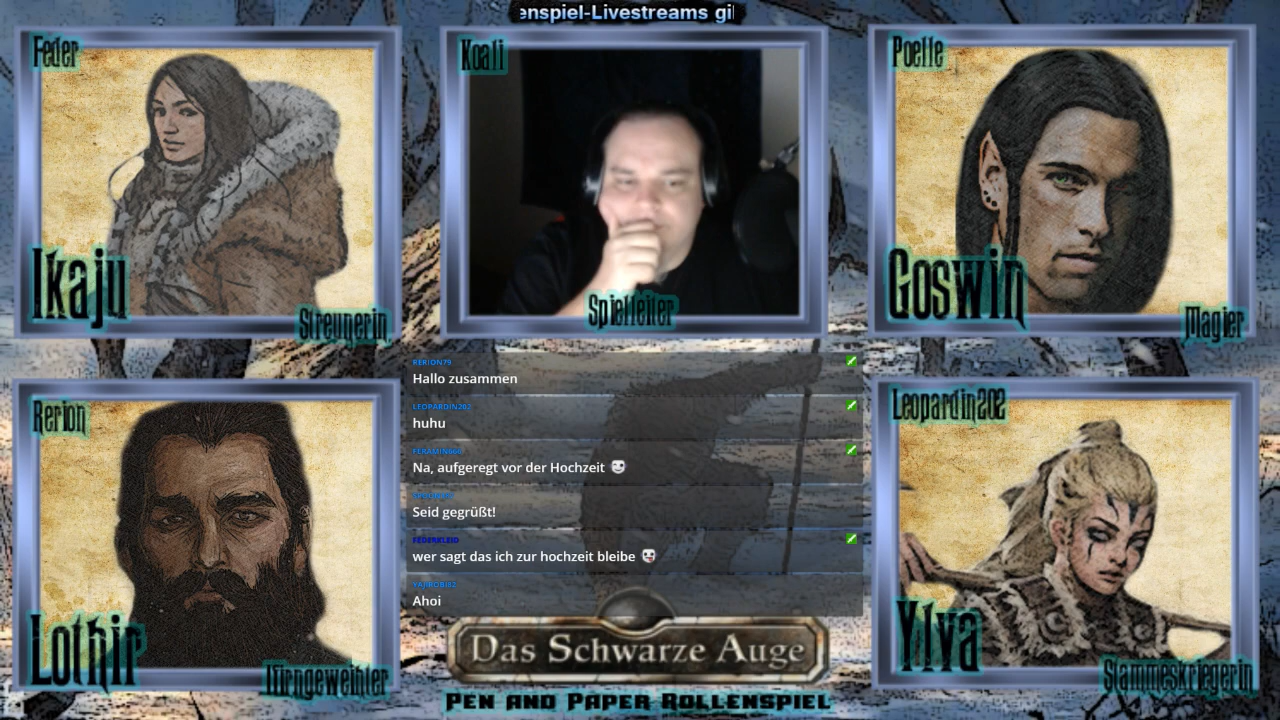 enspiel-Livestreams gi
Feder
Ikaju
Streunerin
Koali
Spielleiter
Poelle
Goswin
Magier
RERION79
Hallo zusammen
LEOPARDIN202
huhu
Na, aufgeregt vor der Hochzeit
Seid gegrüßt!
FEDERKLEID
wer sagt das ich zur hochzeit bleibe
Ahoi
Rerion
Lothir
Firngeweihter
Leopardin202
Ylva
Stammeskriegerin
Das Schwarze Auge
Pen and Paper Rollenspiel